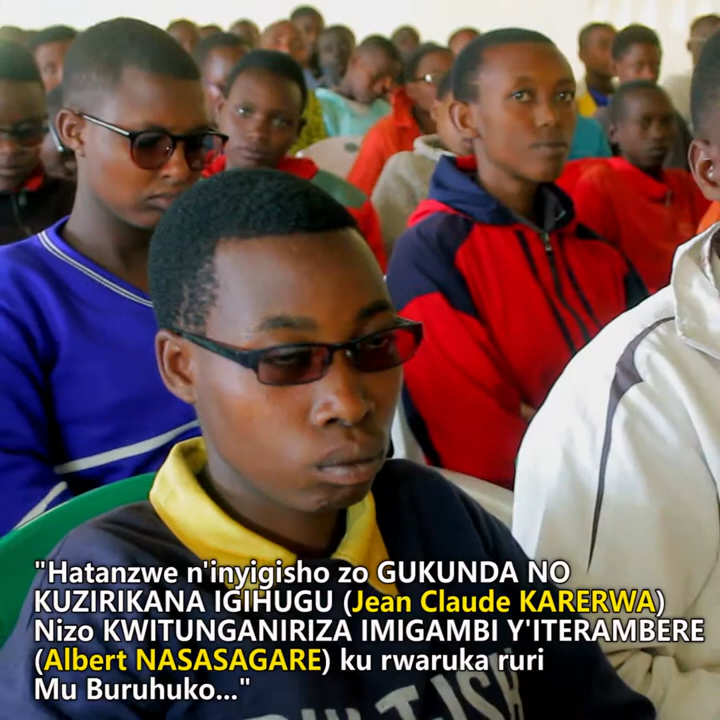 "Hatanzwe n'inyigisho zo GUKUNDA NO
KUZIRIKANA IGIHUGU (Jean Claude KARERWA)
Nizo KWITUNGANIRIZA IMIGAMBI Y'ITERAMBERE
(Albert NASASAGARE) ku rwaruka ruri
Mu Buruhuko..."